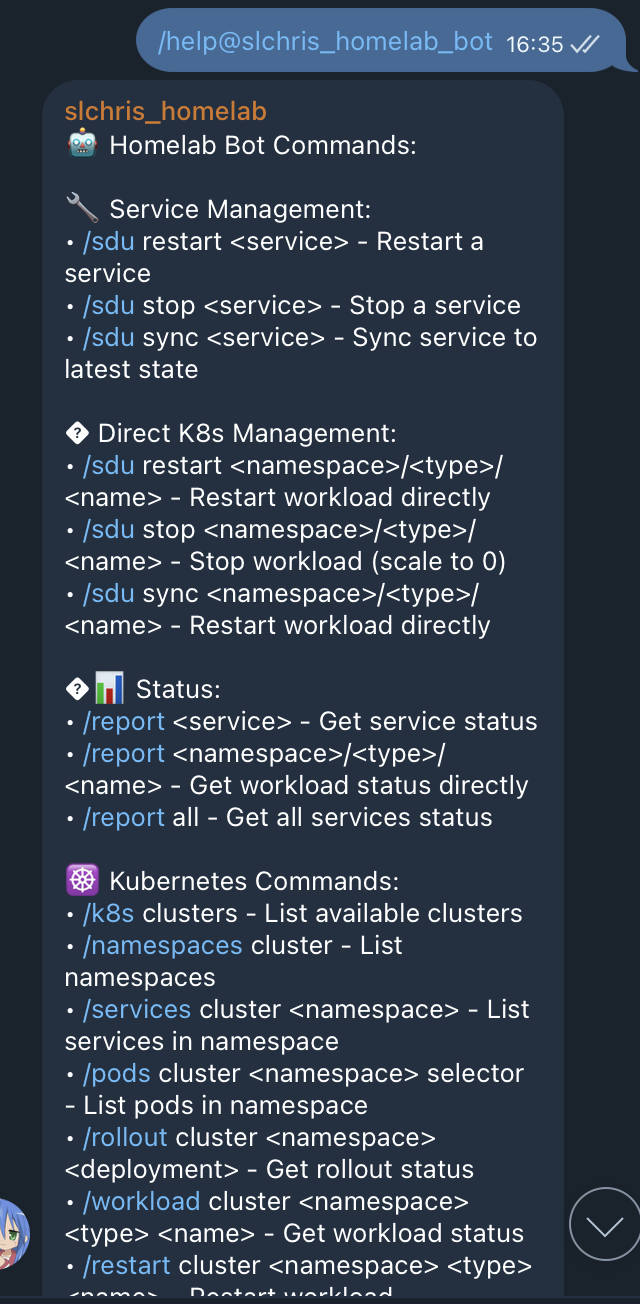 /help@slchris_homelab_bot 16:35
slchris_homelab
🤖 Homelab Bot Commands:
🔧 Service Management:
• /sdu restart <service> - Restart a
service
• /sdu stop <service> - Stop a service
• /sdu sync <service> - Sync service to
latest state
� Direct K8s Management:
• /sdu restart <namespace>/<type>/
<name> - Restart workload directly
• /sdu stop <namespace>/<type>/
<name> - Stop workload (scale to 0)
• /sdu sync <namespace>/<type>/
<name> - Restart workload directly
�📊 Status:
• /report <service> - Get service status
• /report <namespace>/<type>/
<name> - Get workload status directly
• /report all - Get all services status
☸️ Kubernetes Commands:
• /k8s clusters - List available clusters
• /namespaces cluster - List
namespaces
• /services cluster <namespace> - List
services in namespace
• /pods cluster <namespace> selector
- List pods in namespace
• /rollout cluster <namespace>
<deployment> - Get rollout status
• /workload cluster <namespace>
<type> <name> - Get workload status
• /restart cluster <namespace> <type>
<name> - Restart workload